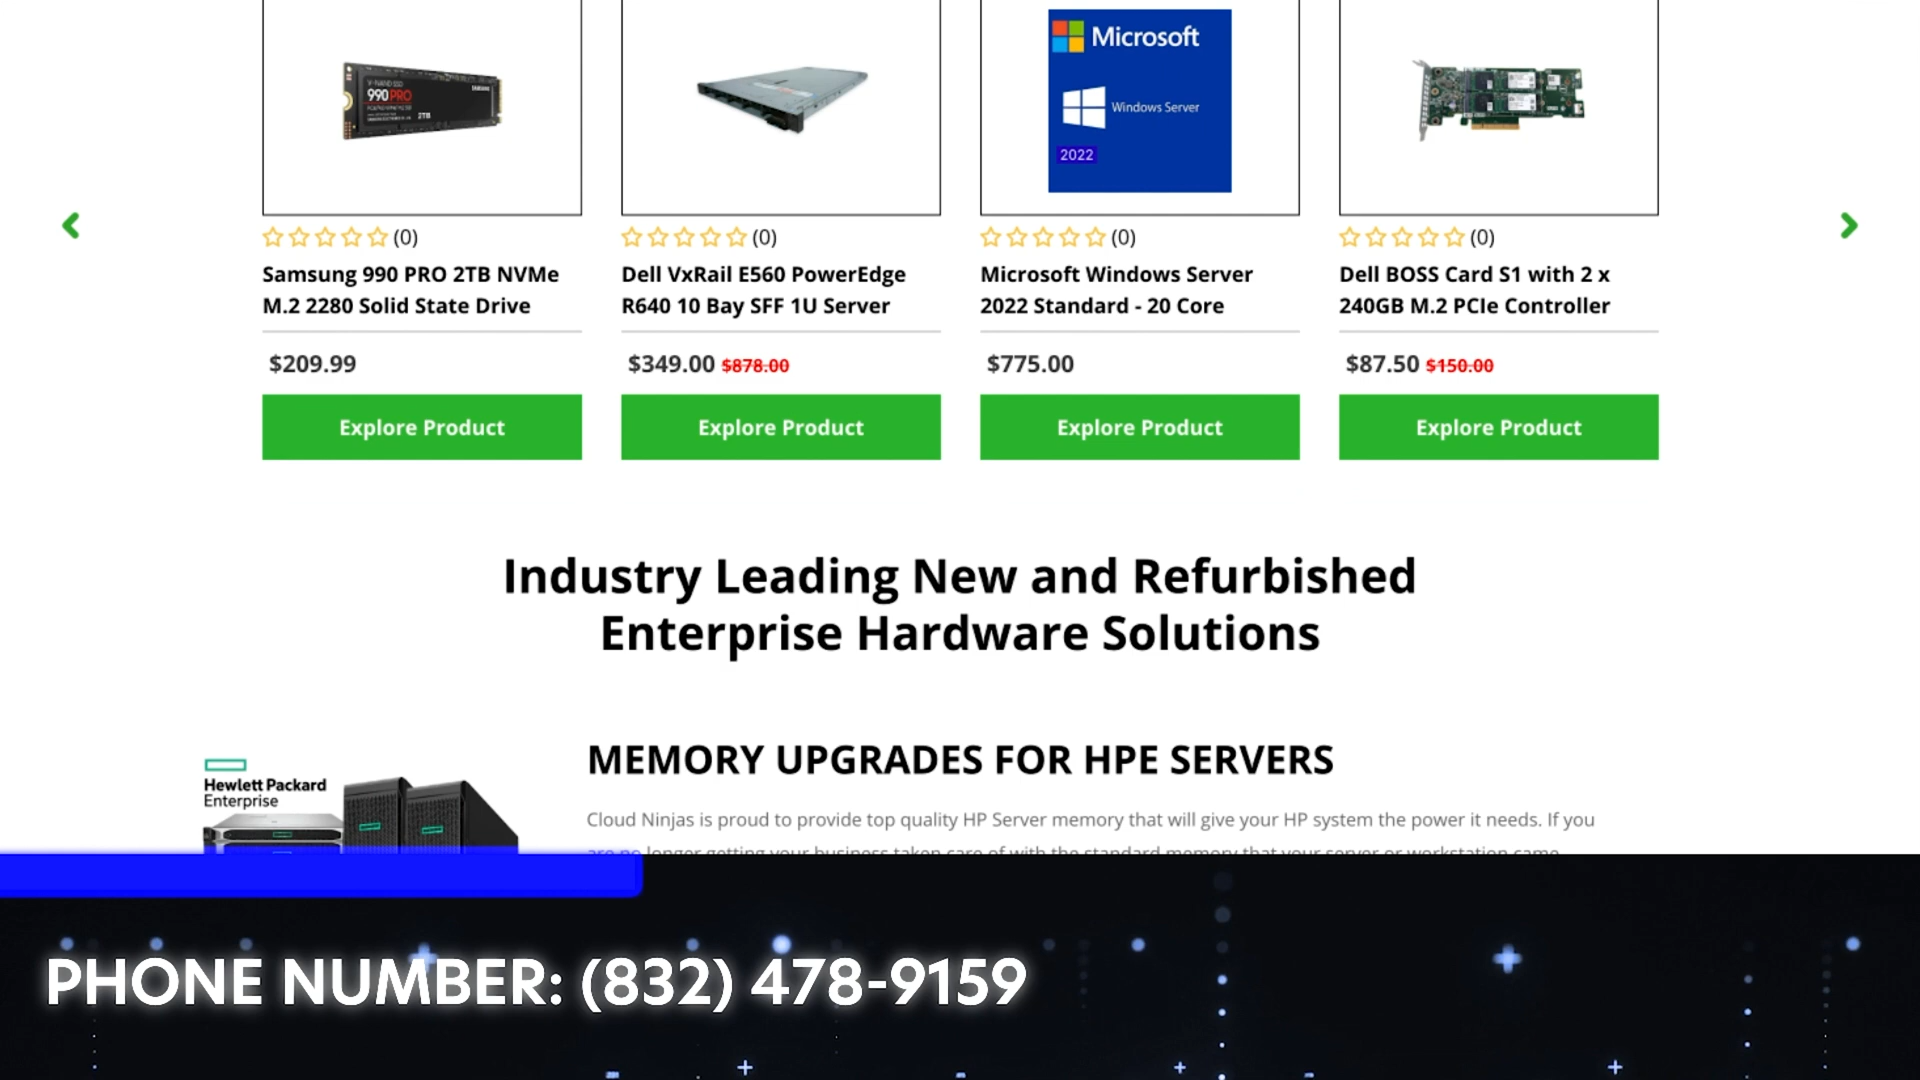 V-NAND SSD
990 PRO
SAMSUNG
2TB
Microsoft
Windows Server
2022
(0)
(0)
(0)
(0)
Samsung 990 PRO 2TB NVMe
M.2 2280 Solid State Drive
Dell VxRail E560 PowerEdge
R640 10 Bay SFF 1U Server
Microsoft Windows Server
2022 Standard - 20 Core
Dell BOSS Card S1 with 2 x
240GB M.2 PCIe Controller
$209.99
$349.00 $878.00
$775.00
$87.50 $150.00
Explore Product
Explore Product
Explore Product
Explore Product
Industry Leading New and Refurbished
Enterprise Hardware Solutions
Hewlett Packard
Enterprise
MEMORY UPGRADES FOR HPE SERVERS
Cloud Ninjas is proud to provide top quality HP Server memory that will give your HP system the power it needs. If you
are no longer getting your business taken care of with the standard memory that your server or workstation came
PHONE NUMBER: (832) 478-9159